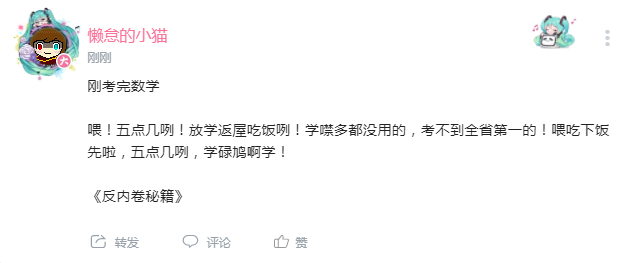 懒怠的小猫
刚刚
刚考完数学
喂！五点几咧！放学返屋吃饭咧！学噤多都没用的，考不到全省第一的！喂吃下饭
先啦，五点几咧，学碌鸠啊学！
《反内卷秘籍》
转发
评论
赞